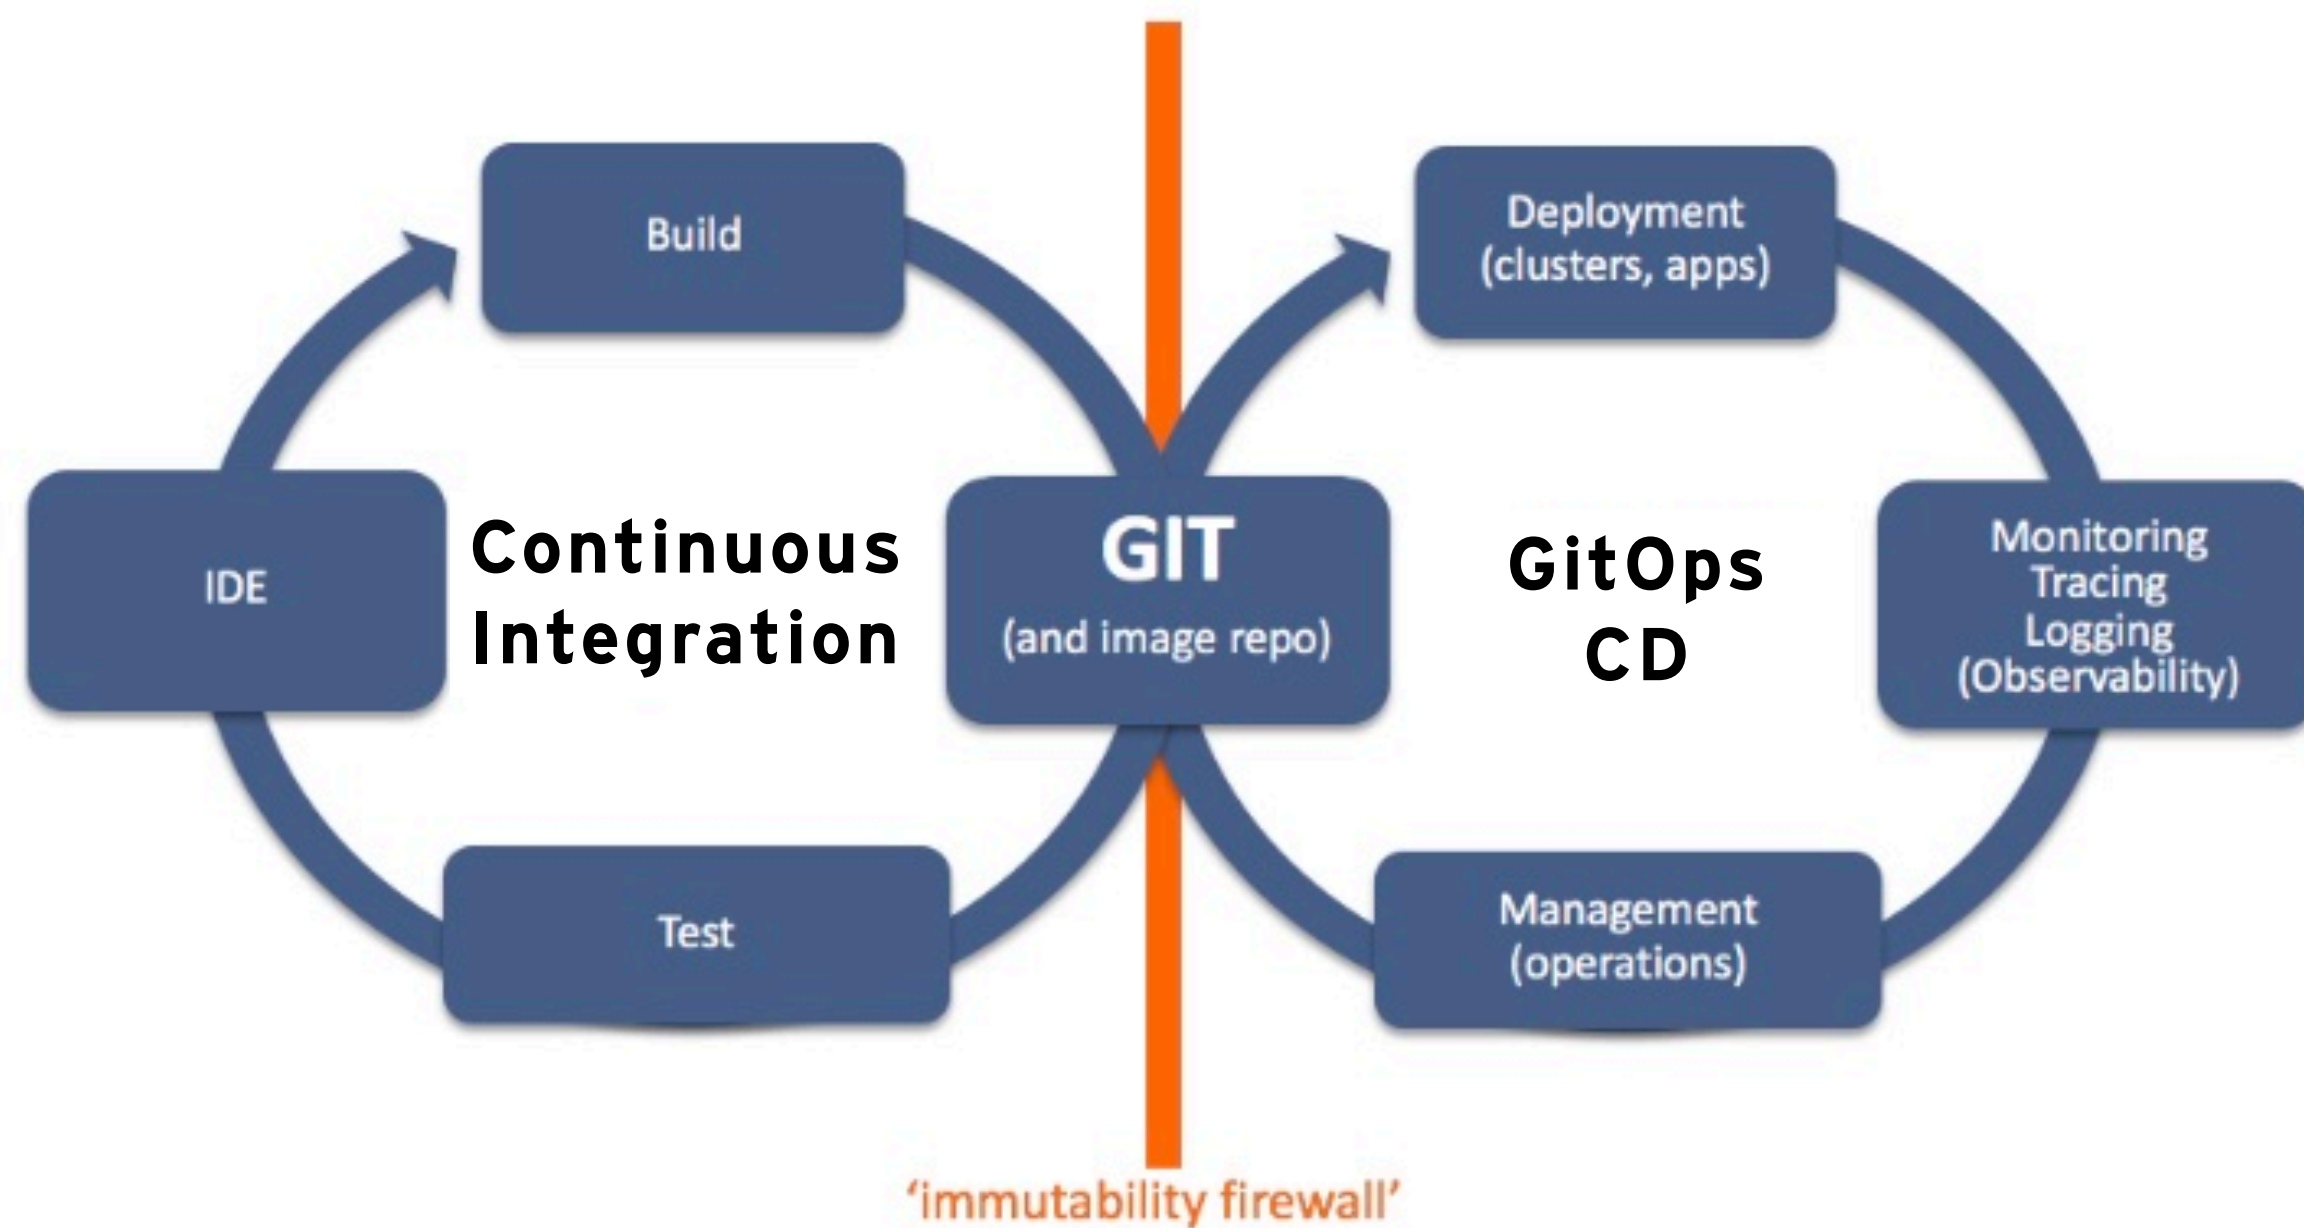 Build
Deployment
(clusters, apps)
IDE
Continuous
Integration
GIT
(and image repo)
GitOps
CD
Monitoring
Tracing
Logging
(Observability)
Test
Management
(operations)
‘immutability firewall’